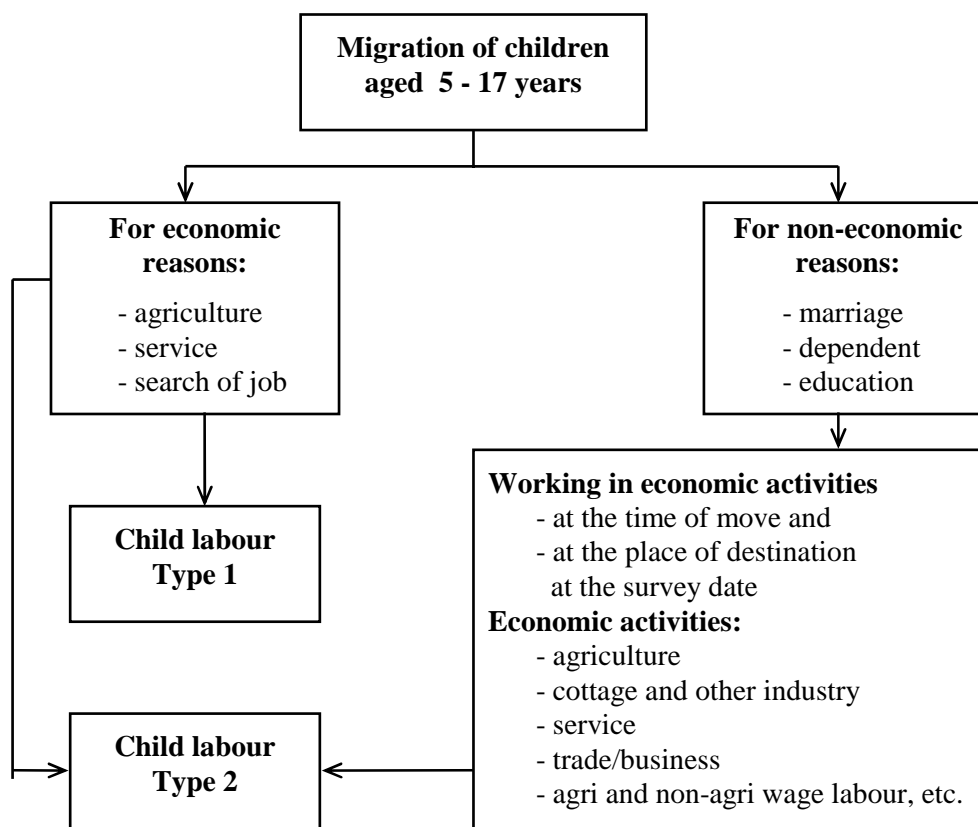 Migration of children
aged 5 - 17 years
For economic
reasons:
- agriculture
- service
- search of job
For non-economic
reasons:
- marriage
- dependent
- education
Child labour
Type 1
Working in economic activities
- at the time of move and
- at the place of destination
at the survey date
Economic activities:
- agriculture
- cottage and other industry
- service
- trade/business
- agri and non-agri wage labour, etc.
Child labour
Type 2